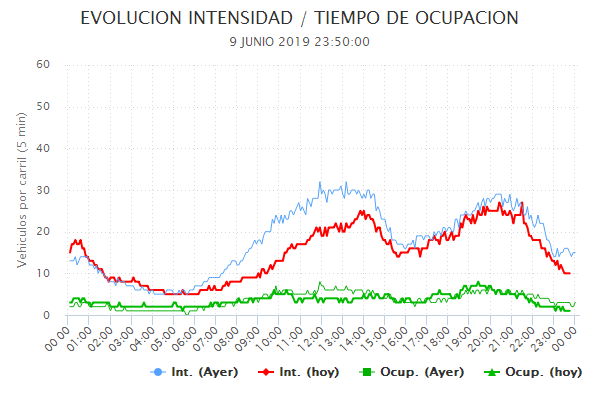 EVOLUCION INTENSIDAD / TIEMPO DE OCUPACION
9 JUNIO 2019 23:50:00
Vehiculos por carril (5 min)
60
50
40
30
20
10
0
00:00 01:00 02:00 03:00 04:00 05:00 06:00 07:00 08:00 09:00 10:00 11:00 12:00 13:00 14:00 15:00 16:00 17:00 18:00 19:00 20:00 21:00 22:00 23:00 00:00
Int. (Ayer) Int. (hoy) Ocup. (Ayer) Ocup. (hoy)